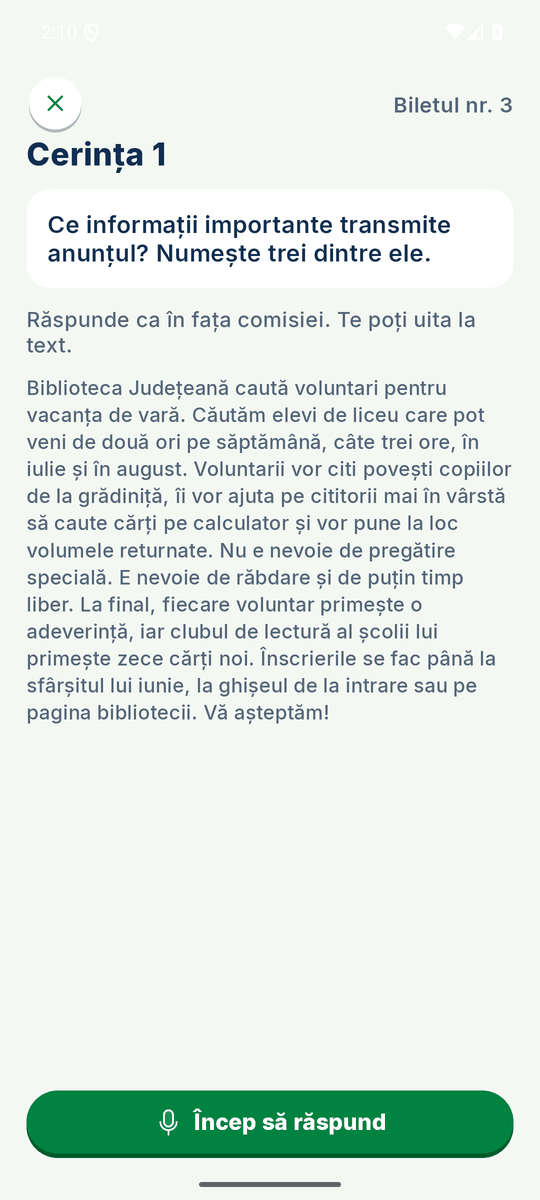 2:10
Biletul nr. 3
Cerința 1
Ce informații importante transmite
anunțul? Numește trei dintre ele.
Răspunde ca în fața comisiei. Te poți uita la
text.
Biblioteca Județeană caută voluntari pentru
vacanța de vară. Căutăm elevi de liceu care pot
veni de două ori pe săptămână, câte trei ore, în
iulie și în august. Voluntarii vor citi povești copiilor
de la grădiniță, îi vor ajuta pe cititorii mai în vârstă
să caute cărți pe calculator și vor pune la loc
volumele returnate. Nu e nevoie de pregătire
specială. E nevoie de răbdare și de puțin timp
liber. La final, fiecare voluntar primește o
adeverință, iar clubul de lectură al școlii lui
primește zece cărți noi. Înscrierile se fac până la
sfârșitul lui iunie, la ghișeul de la intrare sau pe
pagina bibliotecii. Vă așteptăm!
Încep să răspund